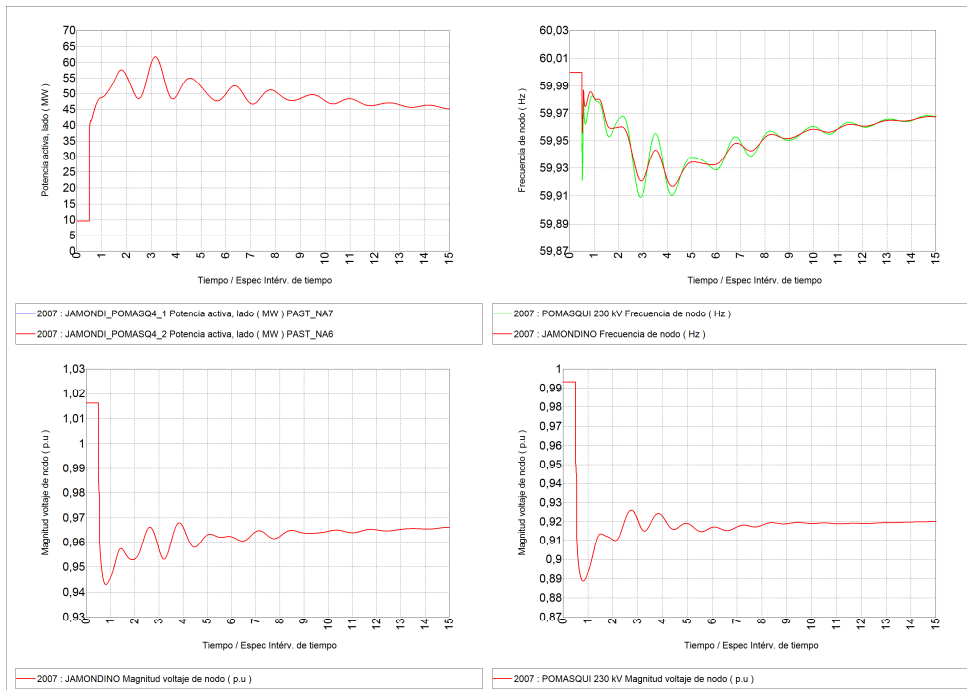 70
65
60
55
50
45
40
35
30
25
20
15
10
5
0
Potencia activa, lado ( MW )
0 1 2 3 4 5 6 7 8 9 10 11 12 13 14 15
Tiempo / Espec Intérv. de tiempo
2007 : JAMONDI_POMASQ4_1 Potencia activa, lado ( MW ) PAST_NA7
2007 : JAMONDI_POMASQ4_2 Potencia activa, lado ( MW ) PAST_NA6
60,03
60,01
59,99
59,97
59,95
59,93
59,91
59,89
59,87
Frecuencia de nodo ( Hz )
0 1 2 3 4 5 6 7 8 9 10 11 12 13 14 15
Tiempo / Espec Intérv. de tiempo
2007 : POMASQUI 230 kV Frecuencia de nodo ( Hz )
2007 : JAMONDINO Frecuencia de nodo ( Hz )
1,03
1,02
1,01
1
0,99
0,98
0,97
0,96
0,95
0,94
0,93
Magnitud voltaje de nodo ( p.u )
0 1 2 3 4 5 6 7 8 9 10 11 12 13 14 15
Tiempo / Espec Intérv. de tiempo
2007 : JAMONDINO Magnitud voltaje de nodo ( p.u )
1
0,99
0,98
0,97
0,96
0,95
0,94
0,93
0,92
0,91
0,9
0,89
0,88
0,87
Magnitud voltaje de nodo ( p.u )
0 1 2 3 4 5 6 7 8 9 10 11 12 13 14 15
Tiempo / Espec Intérv. de tiempo
2007 : POMASQUI 230 kV Magnitud voltaje de nodo ( p.u )